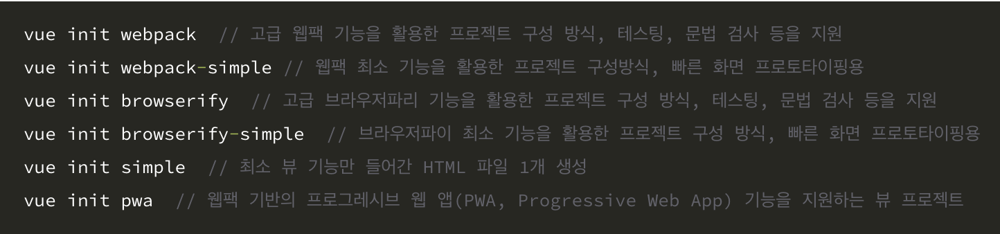 vue init webpack  // 고급 웹팩 기능을 활용한 프로젝트 구성 방식, 테스팅, 문법 검사 등을 지원
vue init webpack-simple // 웹팩 최소 기능을 활용한 프로젝트 구성방식, 빠른 화면 프로토타이핑용
vue init browserify  // 고급 브라우저파리 기능을 활용한 프로젝트 구성 방식, 테스팅, 문법 검사 등을 지원
vue init browserify-simple  // 브라우저파이 최소 기능을 활용한 프로젝트 구성 방식, 빠른 화면 프로토타이핑용
vue init simple  // 최소 뷰 기능만 들어간 HTML 파일 1개 생성
vue init pwa  // 웹팩 기반의 프로그레시브 웹 앱(PWA, Progressive Web App) 기능을 지원하는 뷰 프로젝트